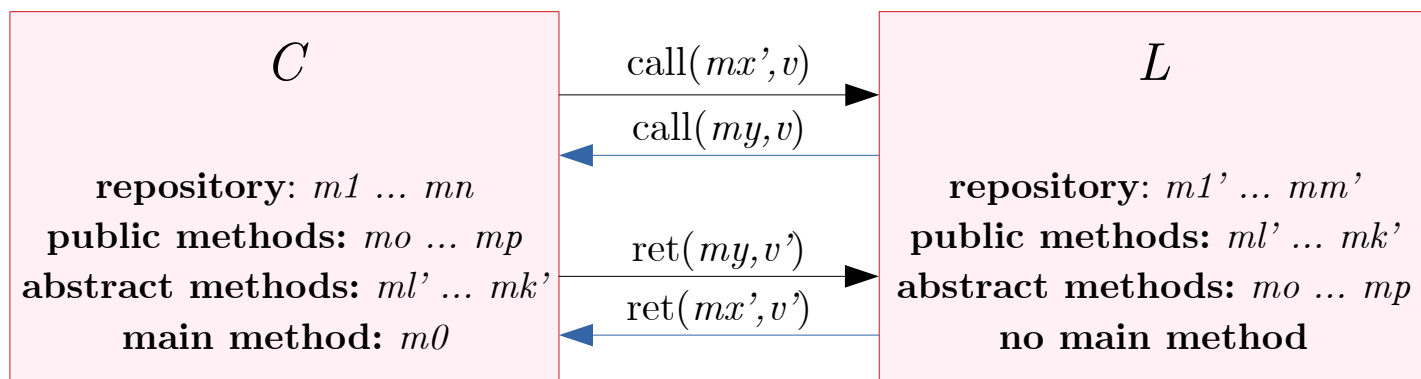 C
repository: m1 ... mn
public methods: mo ... mp
abstract methods: ml' ... mk'
main method: m0
call(mx',v)
call(my,v)
ret(my,v')
ret(mx',v')
L
repository: m1' ... mm'
public methods: ml' ... mk'
abstract methods: mo ... mp
no main method